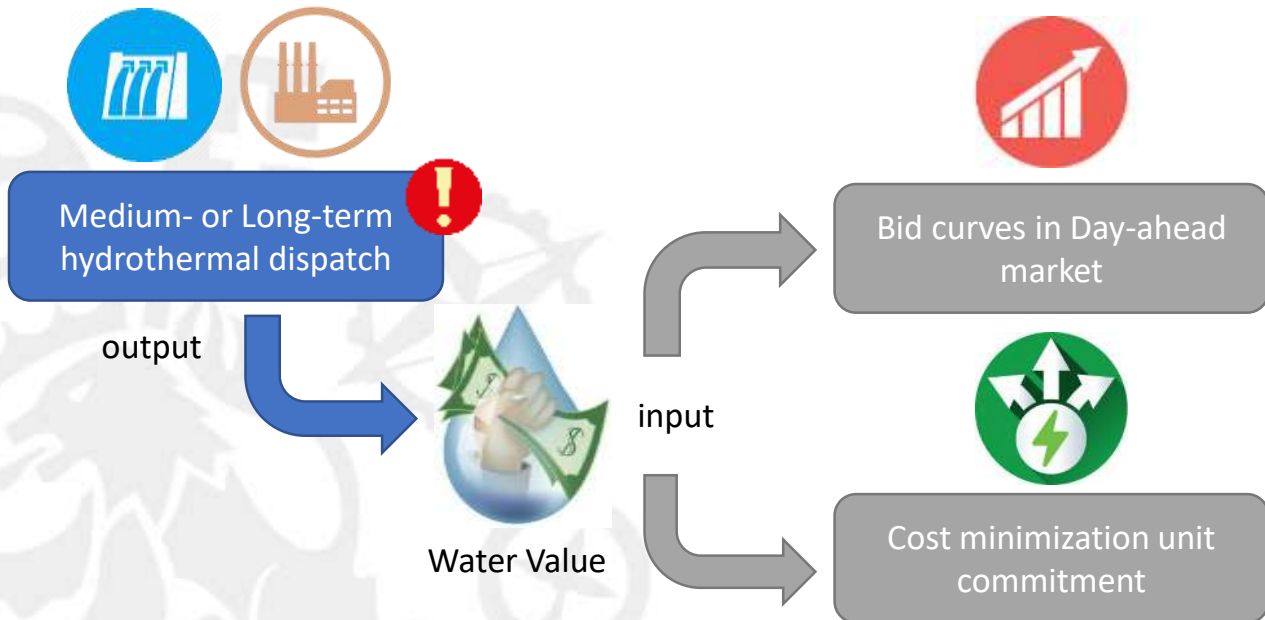 Medium- or Long-term
hydrothermal dispatch
output
Water Value
input
Bid curves in Day-ahead
market
Cost minimization unit
commitment